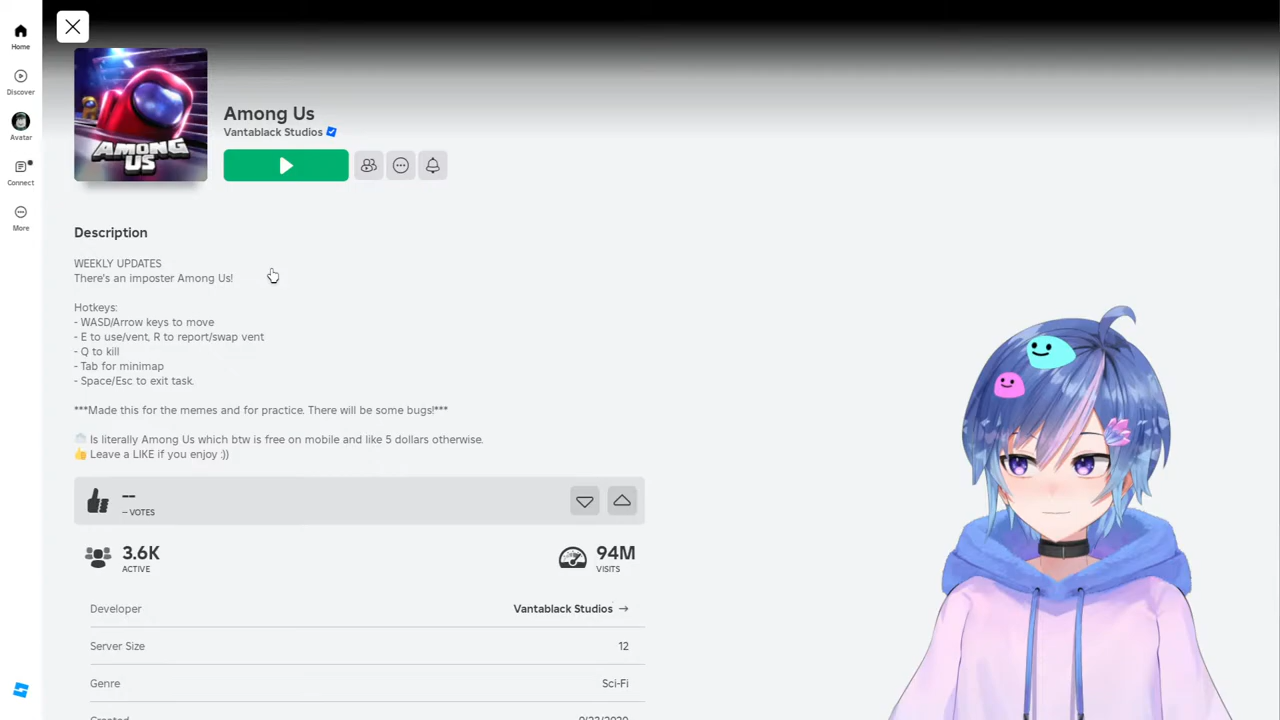 Home
Discover
Avatar
Connect
More
AMONG US
Among Us
Vantablack Studios
Description
WEEKLY UPDATES
There's an imposter Among Us!
Hotkeys:
- WASD/Arrow keys to move
- E to use/vent, R to report/swap vent
- Q to kill
- Tab for minimap
- Space/Esc to exit task.
***Made this for the memes and for practice. There will be some bugs!***
Is literally Among Us which btw is free on mobile and like 5 dollars otherwise.
👍 Leave a LIKE if you enjoy :))
--
-- VOTES
3.6K
ACTIVE
94M
VISITS
Developer
Vantablack Studios →
Server Size
12
Genre
Sci-Fi
Created
9/23/2020